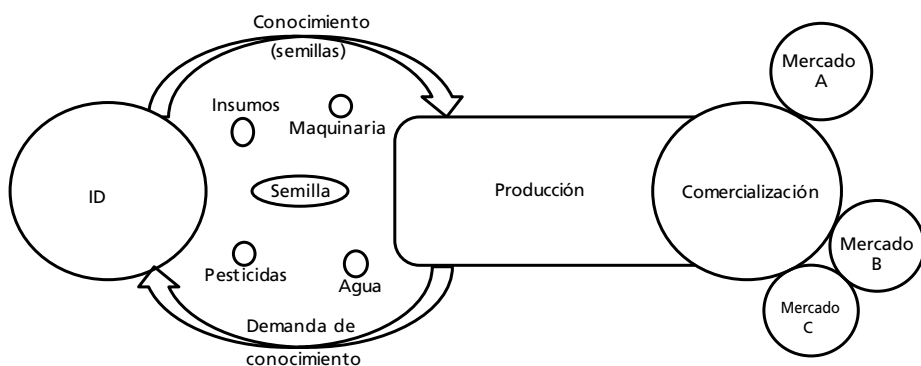 Conocimiento
(semillas)
Insumos
Maquinaria
Semilla
ID
Pesticidas
Agua
Demanda de
conocimiento
Producción
Comercialización
Mercado
A
Mercado
B
Mercado
C